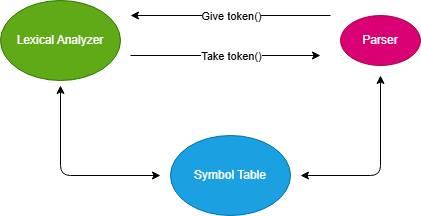 Give token()
Lexical Analyzer
Parser
Take token()
Symbol Table